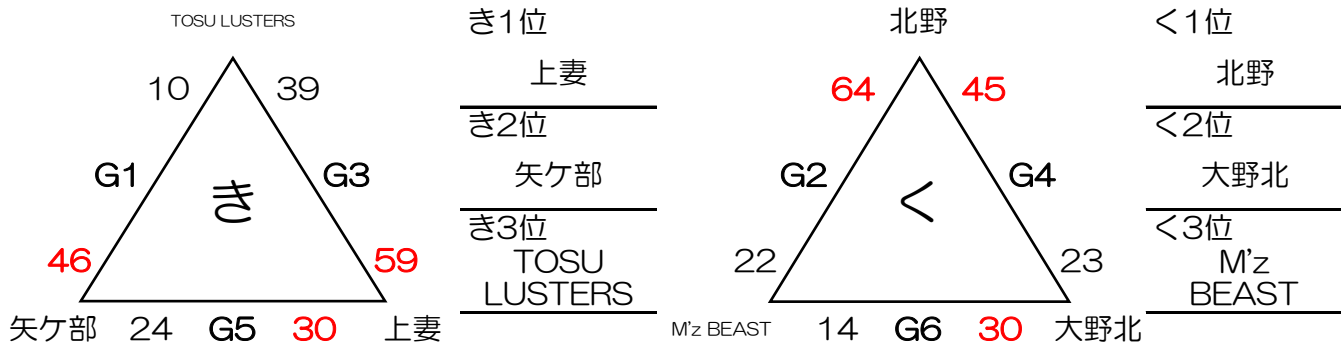 TOSU LUSTERS
10 39
G1 き G3
46 59
矢ケ部 24 G5 30 上妻
き1位
上妻
き2位
矢ケ部
き3位
TOSU
LUSTERS
北野
64 45
G2 く G4
22 23
M'z BEAST 14 G6 30 大野北
く1位
北野
く2位
大野北
く3位
M'z
BEAST